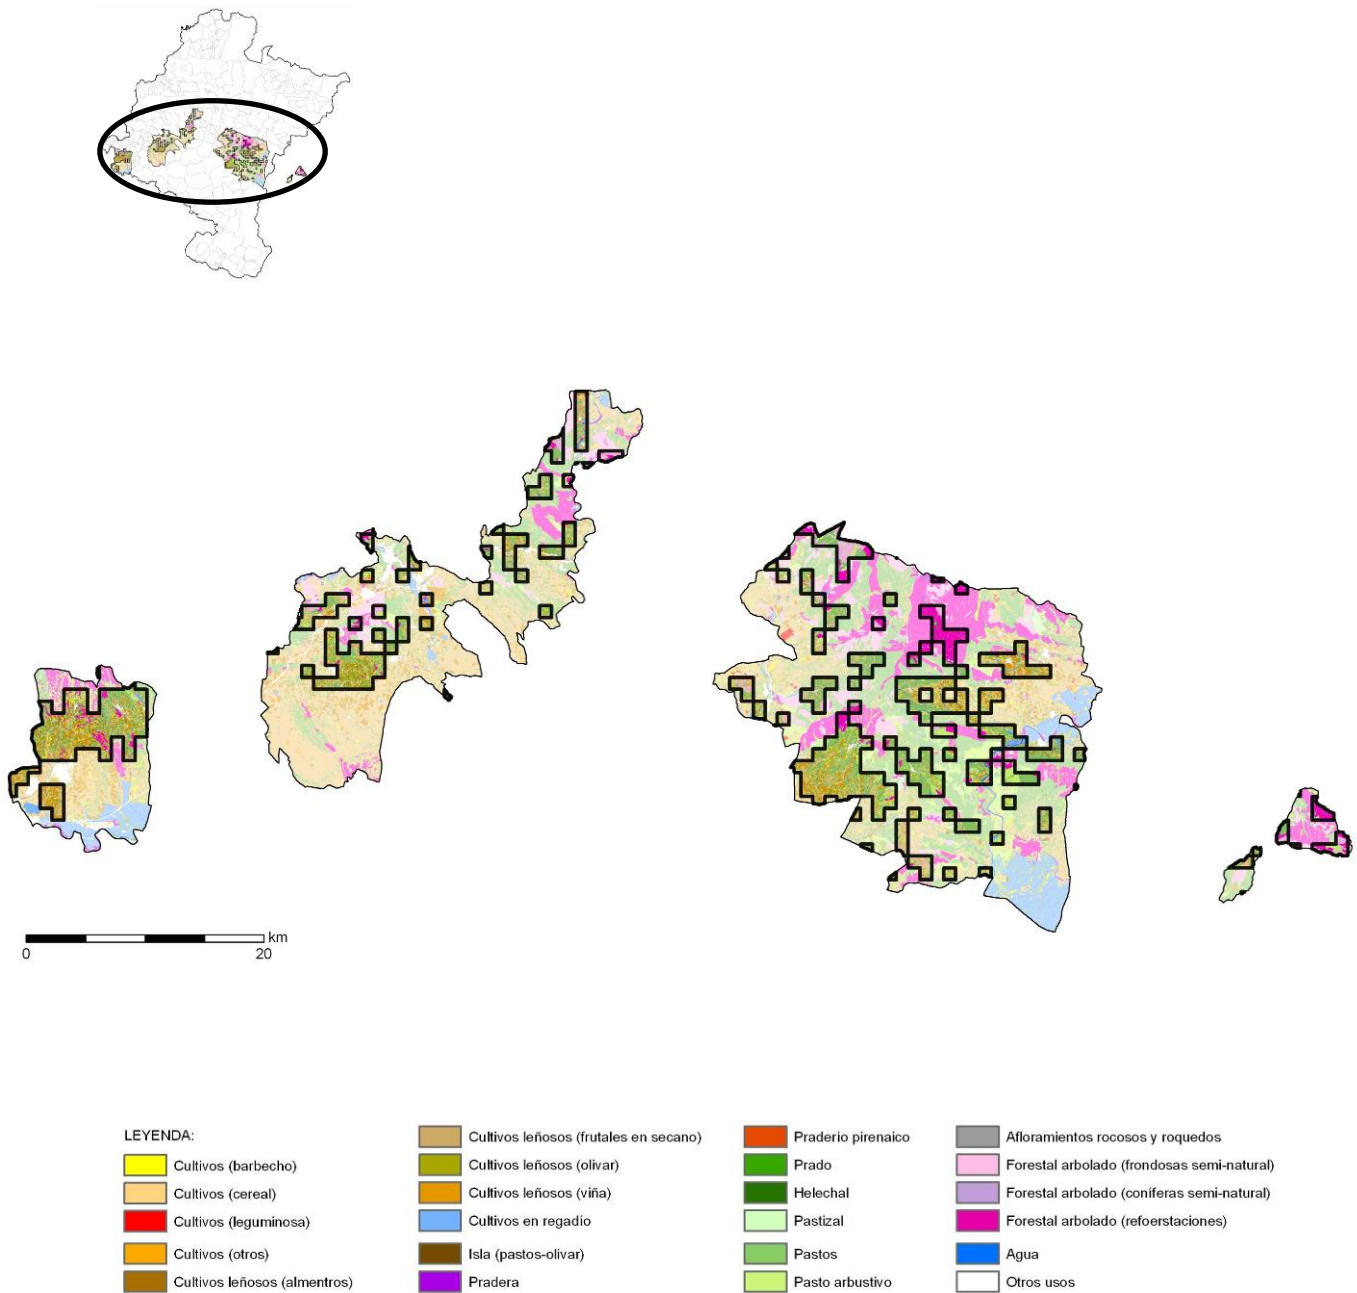 km
0
20
LEYENDA:
Cultivos (barbecho)
Cultivos (cereal)
Cultivos (leguminosa)
Cultivos (otros)
Cultivos leñosos (almentros)
Cultivos leñosos (frutales en secano)
Cultivos leñosos (olivar)
Cultivos leñosos (viña)
Cultivos en regadío
Isla (pastos-olivar)
Pradera
Praderio pirenaico
Prado
Helechal
Pastizal
Pastos
Pasto arbustivo
Afloramientos rocosos y roquedos
Forestal arbolado (frondosas semi-natural)
Forestal arbolado (coníferas semi-natural)
Forestal arbolado (refoerstaciones)
Agua
Otros usos